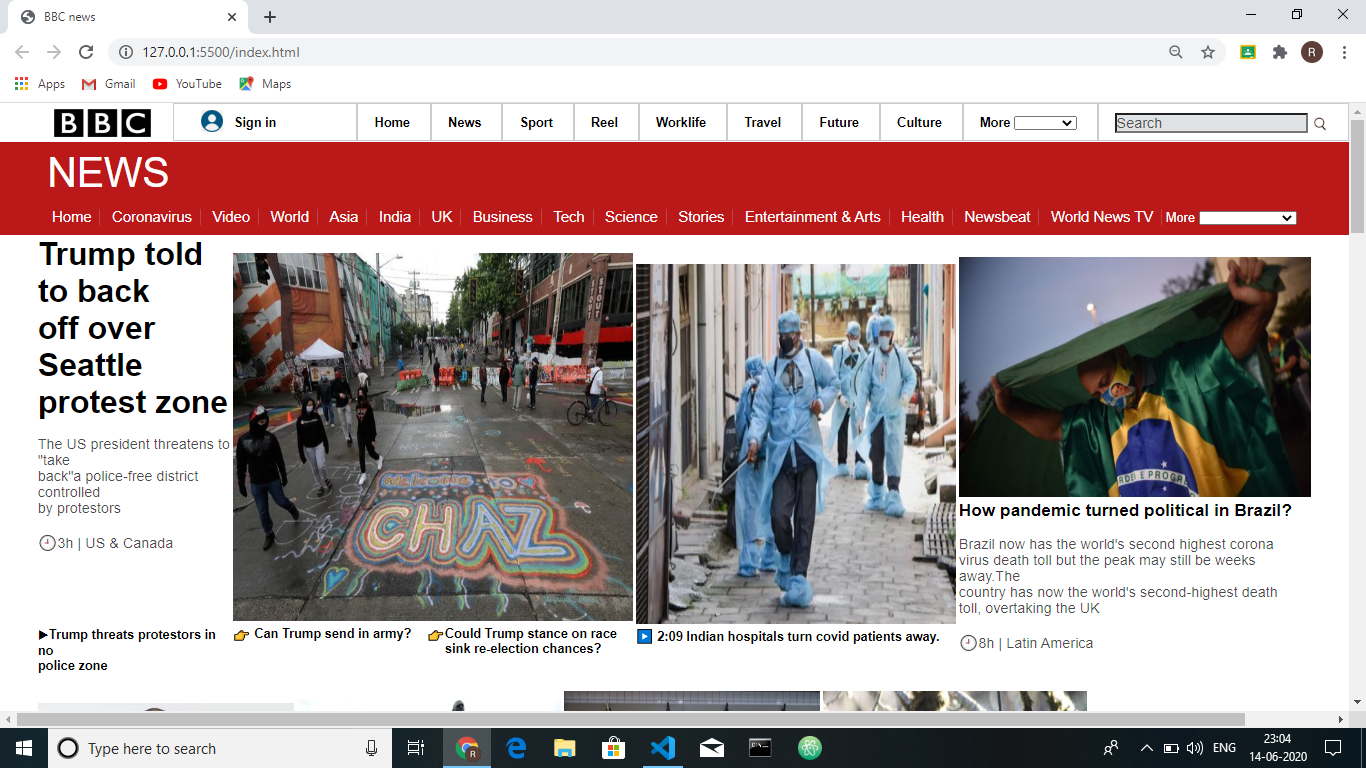 BBC news
127.0.0.1:5500/index.html
R
Apps Gmail YouTube Maps
BBC Sign in Home News Sport Reel Worklife Travel Future Culture More Search
NEWS
Home Coronavirus Video World Asia India UK Business Tech Science Stories Entertainment & Arts Health Newsbeat World News TV More
Trump told
to back
off over
Seattle
protest zone
The US president threatens to
"take
back"a police-free district
controlled
by protestors
3h | US & Canada
▶Trump threats protestors in
no
police zone
Welcome TO
CHAZ
👉 Can Trump send in army?
👉Could Trump stance on race
sink re-election chances?
▶ 2:09 Indian hospitals turn covid patients away.
How pandemic turned political in Brazil?
Brazil now has the world's second highest corona
virus death toll but the peak may still be weeks
away.The
country has now the world's second-highest death
toll, overtaking the UK
8h | Latin America
Type here to search
ENG
23:04
14-06-2020